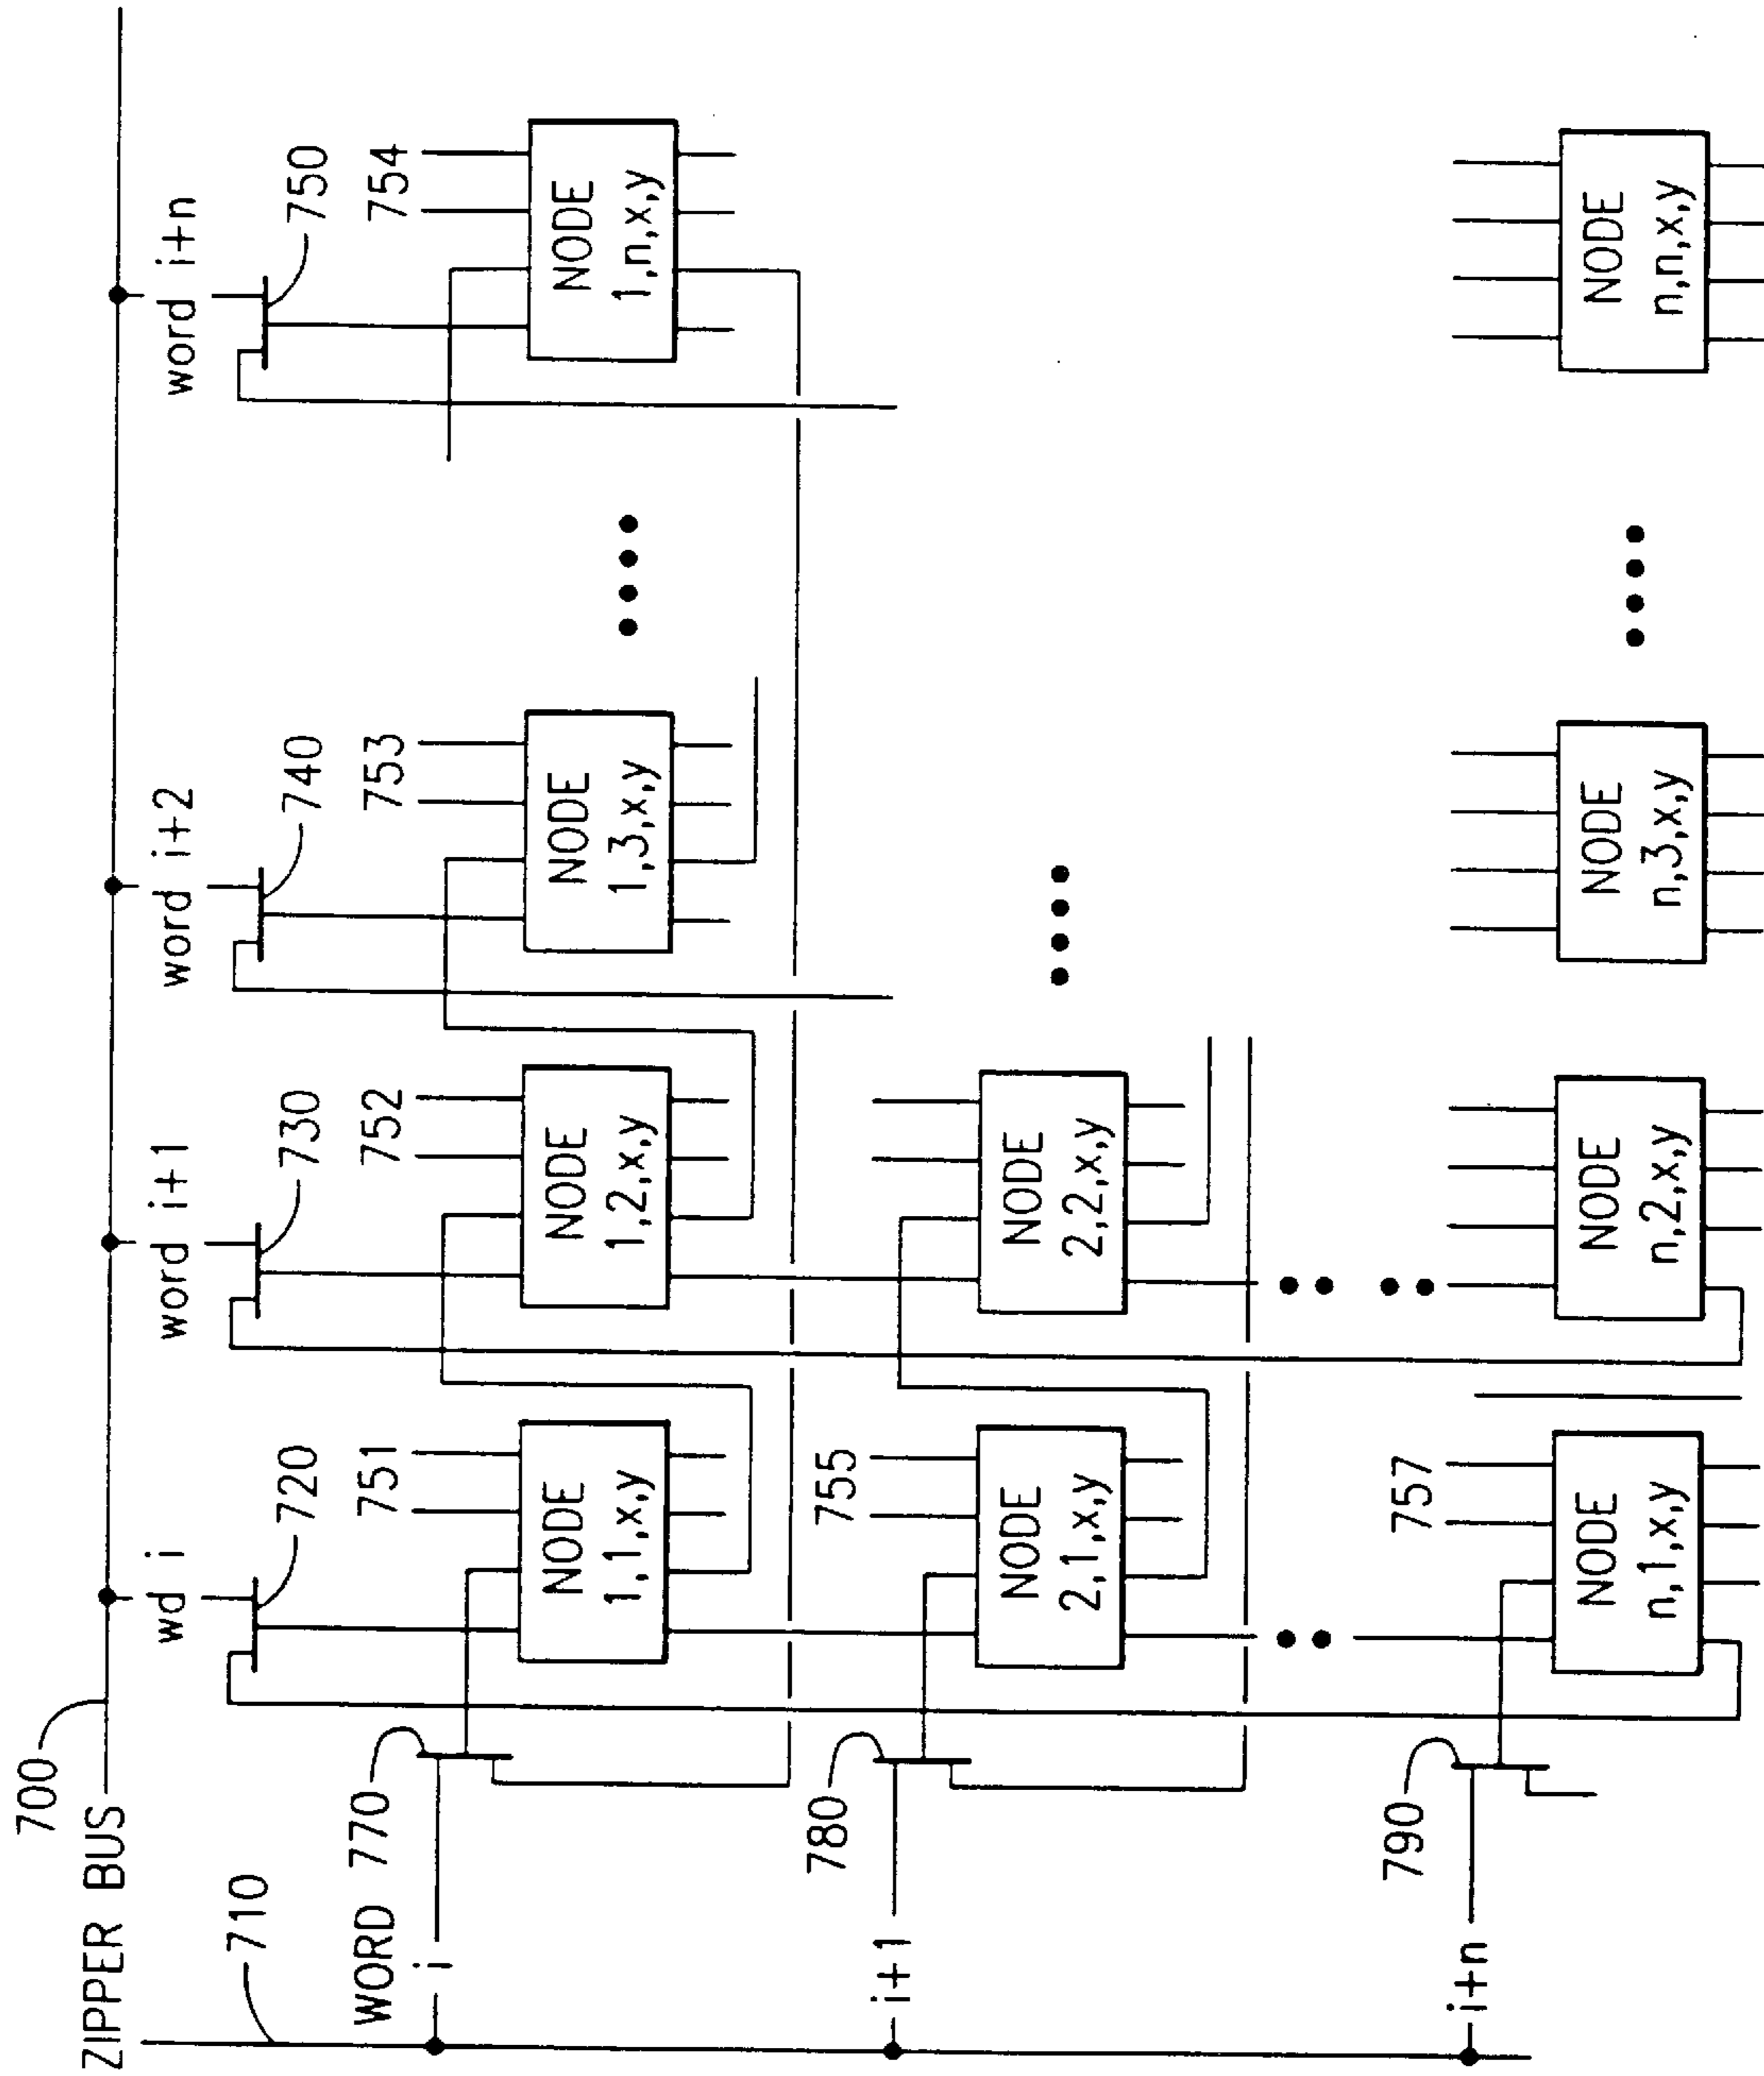 700
ZIPPER BUS
710
wd i
word i+1
word i+2
word i+n
720
730
740
750
WORD
i
770
751
752
753
754
NODE
1,1,x,y
NODE
1,2,x,y
NODE
1,3,x,y
NODE
1,n,x,y
i+1
780
755
NODE
2,1,x,y
NODE
2,2,x,y
i+n
790
757
NODE
n,1,x,y
NODE
n,2,x,y
NODE
n,3,x,y
NODE
n,n,x,y